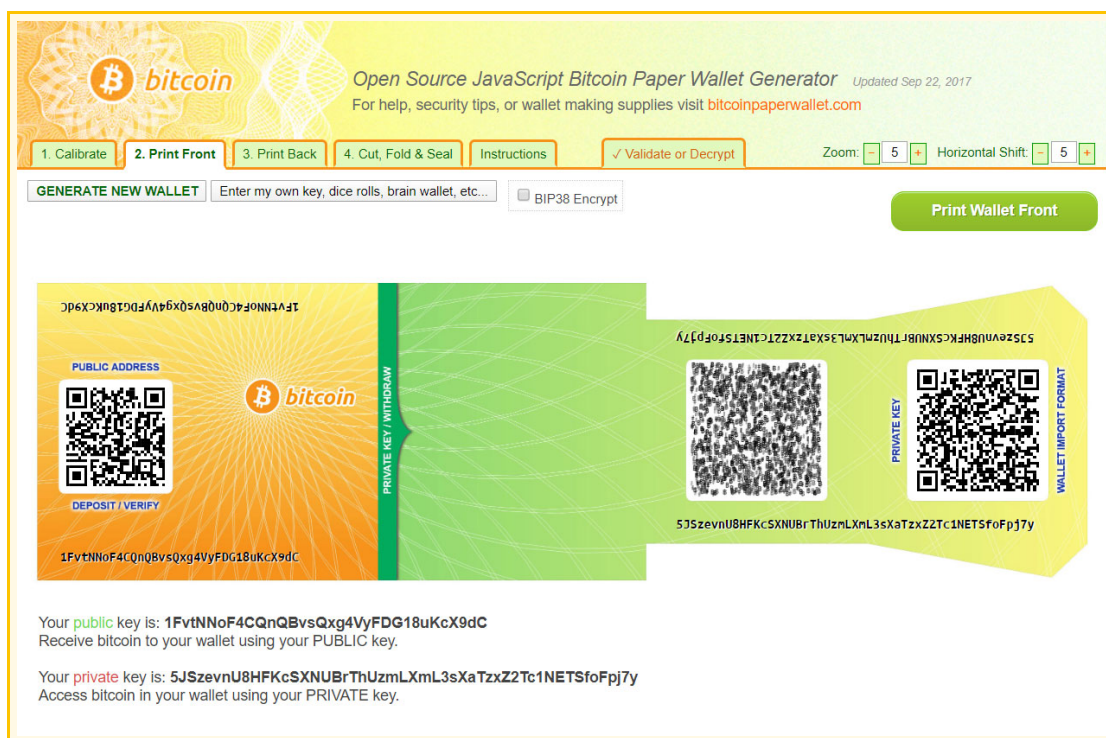 bitcoin
Open Source JavaScript Bitcoin Paper Wallet Generator Updated Sep 22, 2017
For help, security tips, or wallet making supplies visit bitcoinpaperwallet.com
1. Calibrate 2. Print Front 3. Print Back 4. Cut, Fold & Seal Instructions ✓ Validate or Decrypt Zoom: - 5 + Horizontal Shift: - 5 +
GENERATE NEW WALLET Enter my own key, dice rolls, brain wallet, etc... BIP38 Encrypt
Print Wallet Front
1FvtNNoF4CQnQBvsQxg4VyFDG18uKcX9dC
PUBLIC ADDRESS
bitcoin
DEPOSIT / VERIFY
1FvtNNoF4CQnQBvsQxg4VyFDG18uKcX9dC
PRIVATE KEY / WITHDRAW
5JSzevnU8HFKcSXNUBrThUzmLXmL3sXaTzxZ2Tc1NETSfoFpj7y
PRIVATE KEY
WALLET IMPORT FORMAT
5JSzevnU8HFKcSXNUBrThUzmLXmL3sXaTzxZ2Tc1NETSfoFpj7y
Your public key is: 1FvtNNoF4CQnQBvsQxg4VyFDG18uKcX9dC
Receive bitcoin to your wallet using your PUBLIC key.
Your private key is: 5JSzevnU8HFKcSXNUBrThUzmLXmL3sXaTzxZ2Tc1NETSfoFpj7y
Access bitcoin in your wallet using your PRIVATE key.